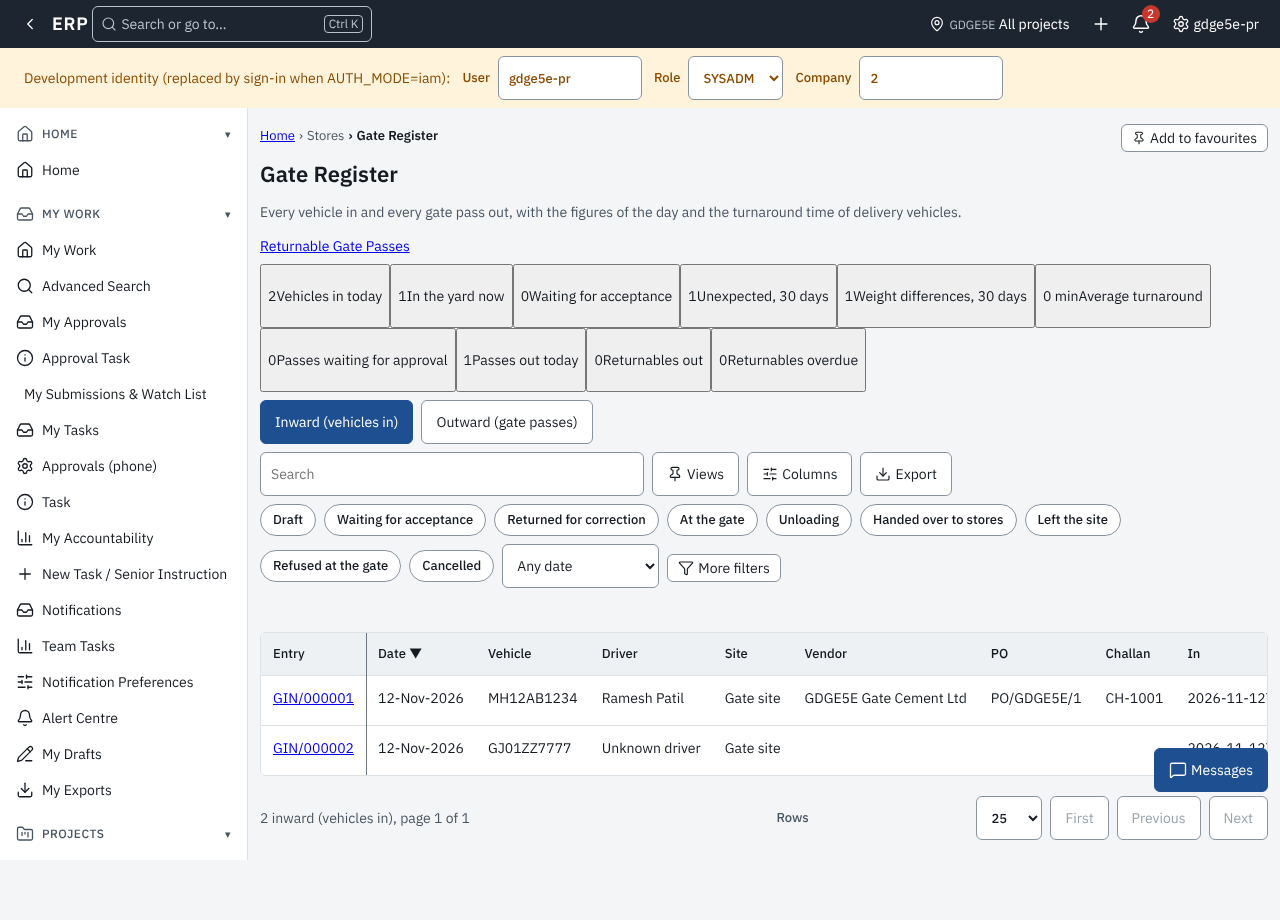 ERP Search or go to... Ctrl K GDGE5E All projects 2 gdge5e-pr
Development identity (replaced by sign-in when AUTH_MODE=iam): User gdge5e-pr Role SYSADM Company 2
HOME
Home
MY WORK
My Work
Advanced Search
My Approvals
Approval Task
My Submissions & Watch List
My Tasks
Approvals (phone)
Task
My Accountability
New Task / Senior Instruction
Notifications
Team Tasks
Notification Preferences
Alert Centre
My Drafts
My Exports
PROJECTS
Home › Stores › Gate Register
Add to favourites
Gate Register
Every vehicle in and every gate pass out, with the figures of the day and the turnaround time of delivery vehicles.
Returnable Gate Passes
2Vehicles in today 1In the yard now 0Waiting for acceptance 1Unexpected, 30 days 1Weight differences, 30 days 0 minAverage turnaround
0Passes waiting for approval 1Passes out today 0Returnables out 0Returnables overdue
Inward (vehicles in) Outward (gate passes)
Search Views Columns Export
Draft Waiting for acceptance Returned for correction At the gate Unloading Handed over to stores Left the site
Refused at the gate Cancelled Any date More filters
Entry Date ▼ Vehicle Driver Site Vendor PO Challan In
GIN/000001 12-Nov-2026 MH12AB1234 Ramesh Patil Gate site GDGE5E Gate Cement Ltd PO/GDGE5E/1 CH-1001 2026-11-12
GIN/000002 12-Nov-2026 GJ01ZZ7777 Unknown driver Gate site
Messages
2 inward (vehicles in), page 1 of 1 Rows 25 First Previous Next